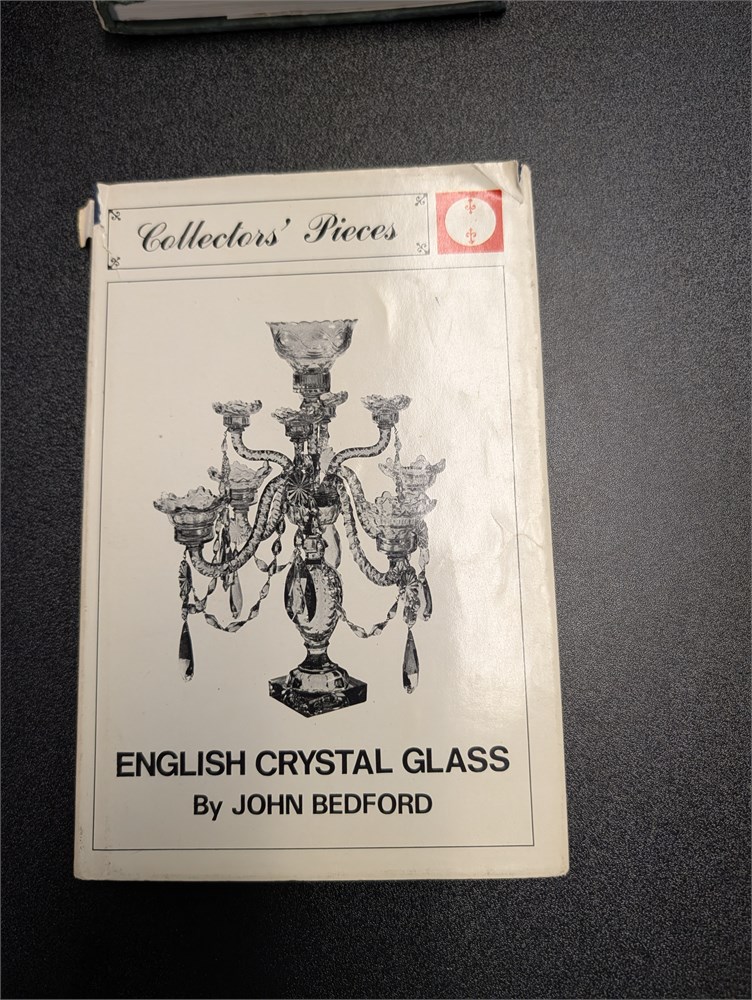 Collectors' Pieces
ENGLISH CRYSTAL GLASS
By JOHN BEDFORD